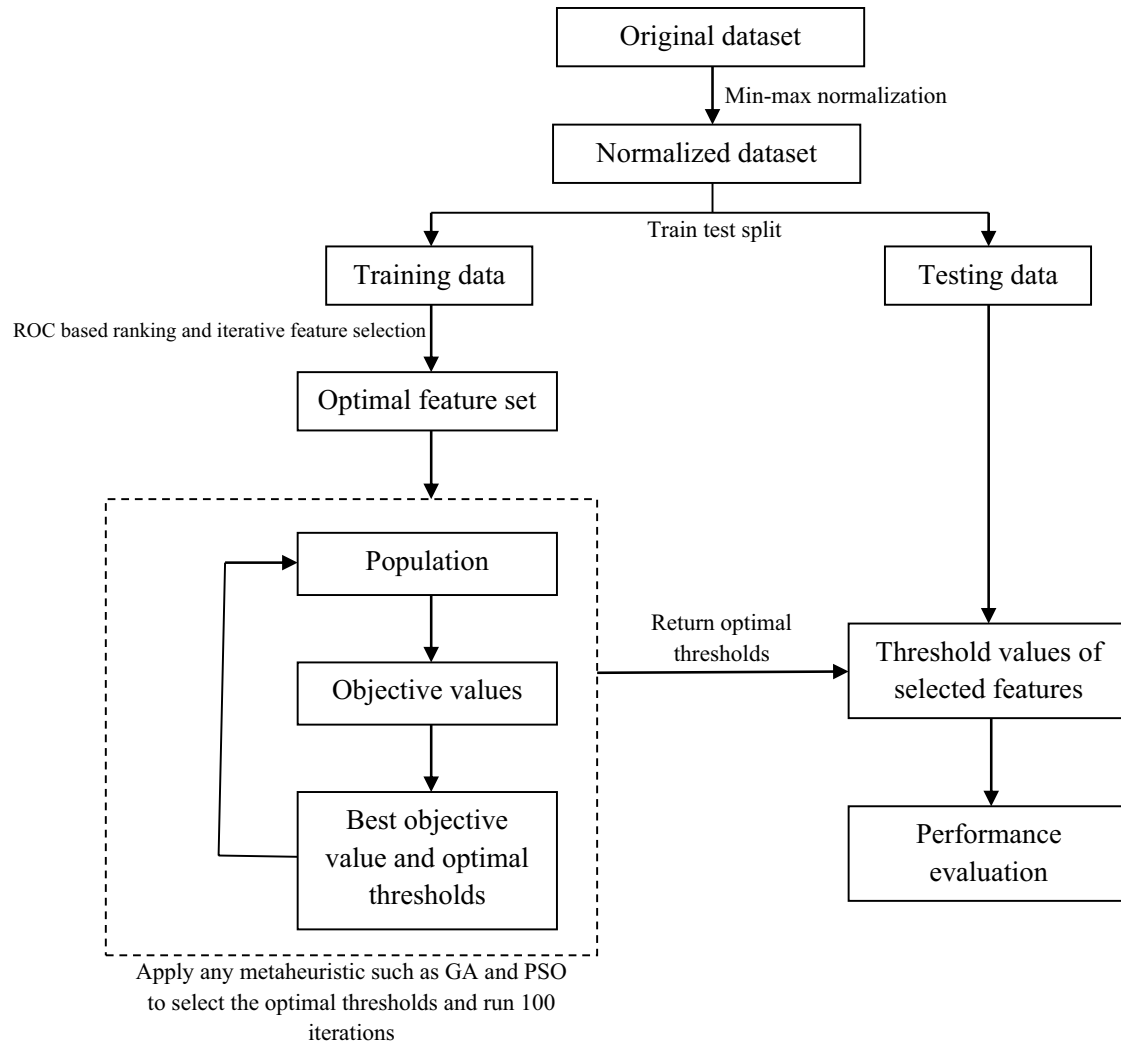 Original dataset
Min-max normalization
Normalized dataset
Train test split
Training data
Testing data
ROC based ranking and iterative feature selection
Optimal feature set
Population
Objective values
Best objective
value and optimal
thresholds
Return optimal
thresholds
Threshold values of
selected features
Performance
evaluation
Apply any metaheuristic such as GA and PSO
to select the optimal thresholds and run 100
iterations